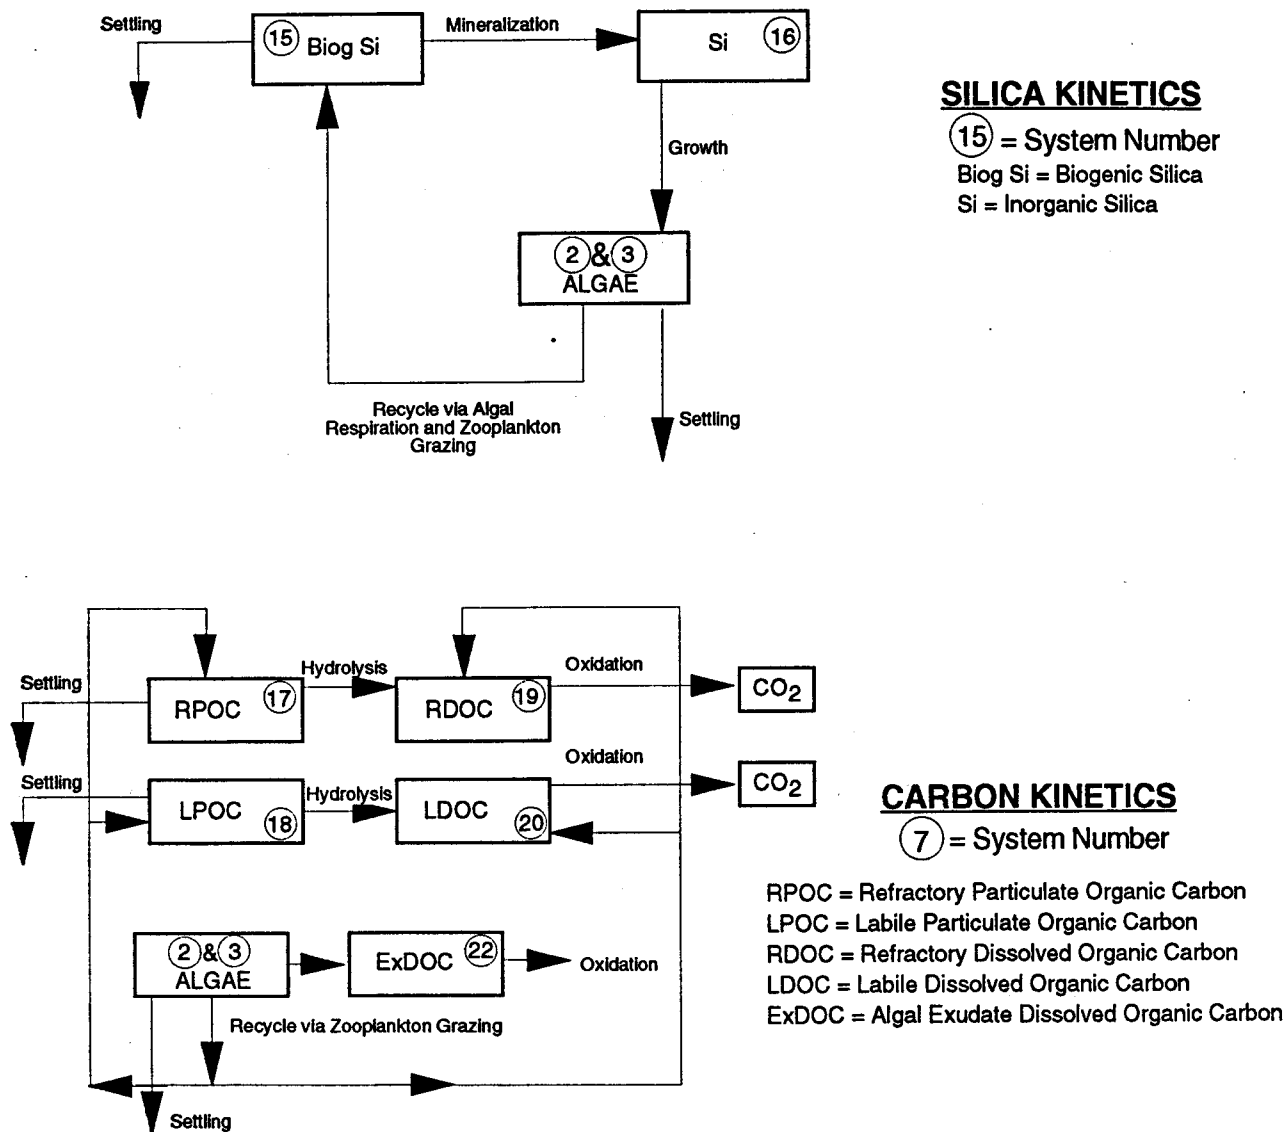 Settling
15 Biog Si
Mineralization
Si 16
SILICA KINETICS
15 = System Number
Biog Si = Biogenic Silica
Si = Inorganic Silica
Growth
2 & 3
ALGAE
Recycle via Algal
Respiration and Zooplankton
Grazing
Settling
Settling
RPOC 17
Hydrolysis
RDOC 19
Oxidation
CO2
Settling
LPOC 18
Hydrolysis
LDOC 20
Oxidation
CO2
CARBON KINETICS
7 = System Number
RPOC = Refractory Particulate Organic Carbon
LPOC = Labile Particulate Organic Carbon
RDOC = Refractory Dissolved Organic Carbon
LDOC = Labile Dissolved Organic Carbon
ExDOC = Algal Exudate Dissolved Organic Carbon
2 & 3
ALGAE
ExDOC 22
Oxidation
Recycle via Zooplankton Grazing
Settling